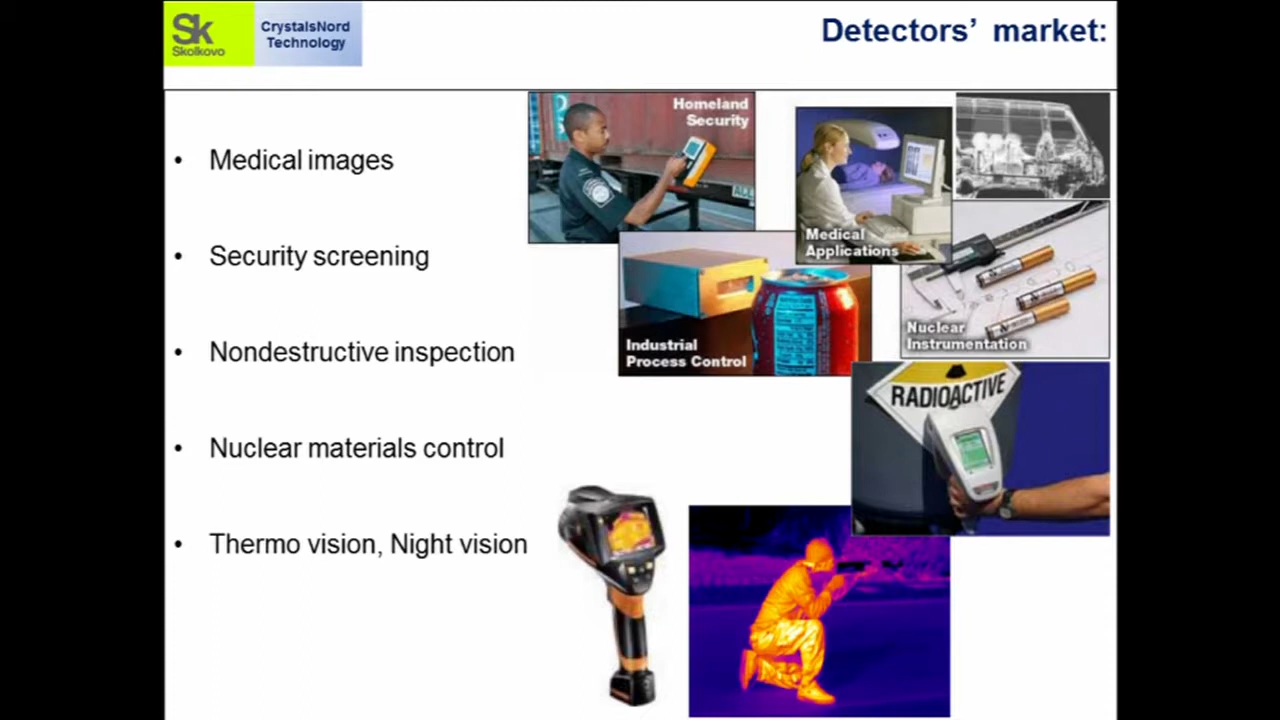 Sk
Skolkovo
CrystalsNord
Technology
Detectors’ market:
• Medical images
• Security screening
• Nondestructive inspection
• Nuclear materials control
• Thermo vision, Night vision
Homeland
Security
Medical
Applications
Industrial
Process Control
Nuclear
Instrumentation
RADIOACTIVE